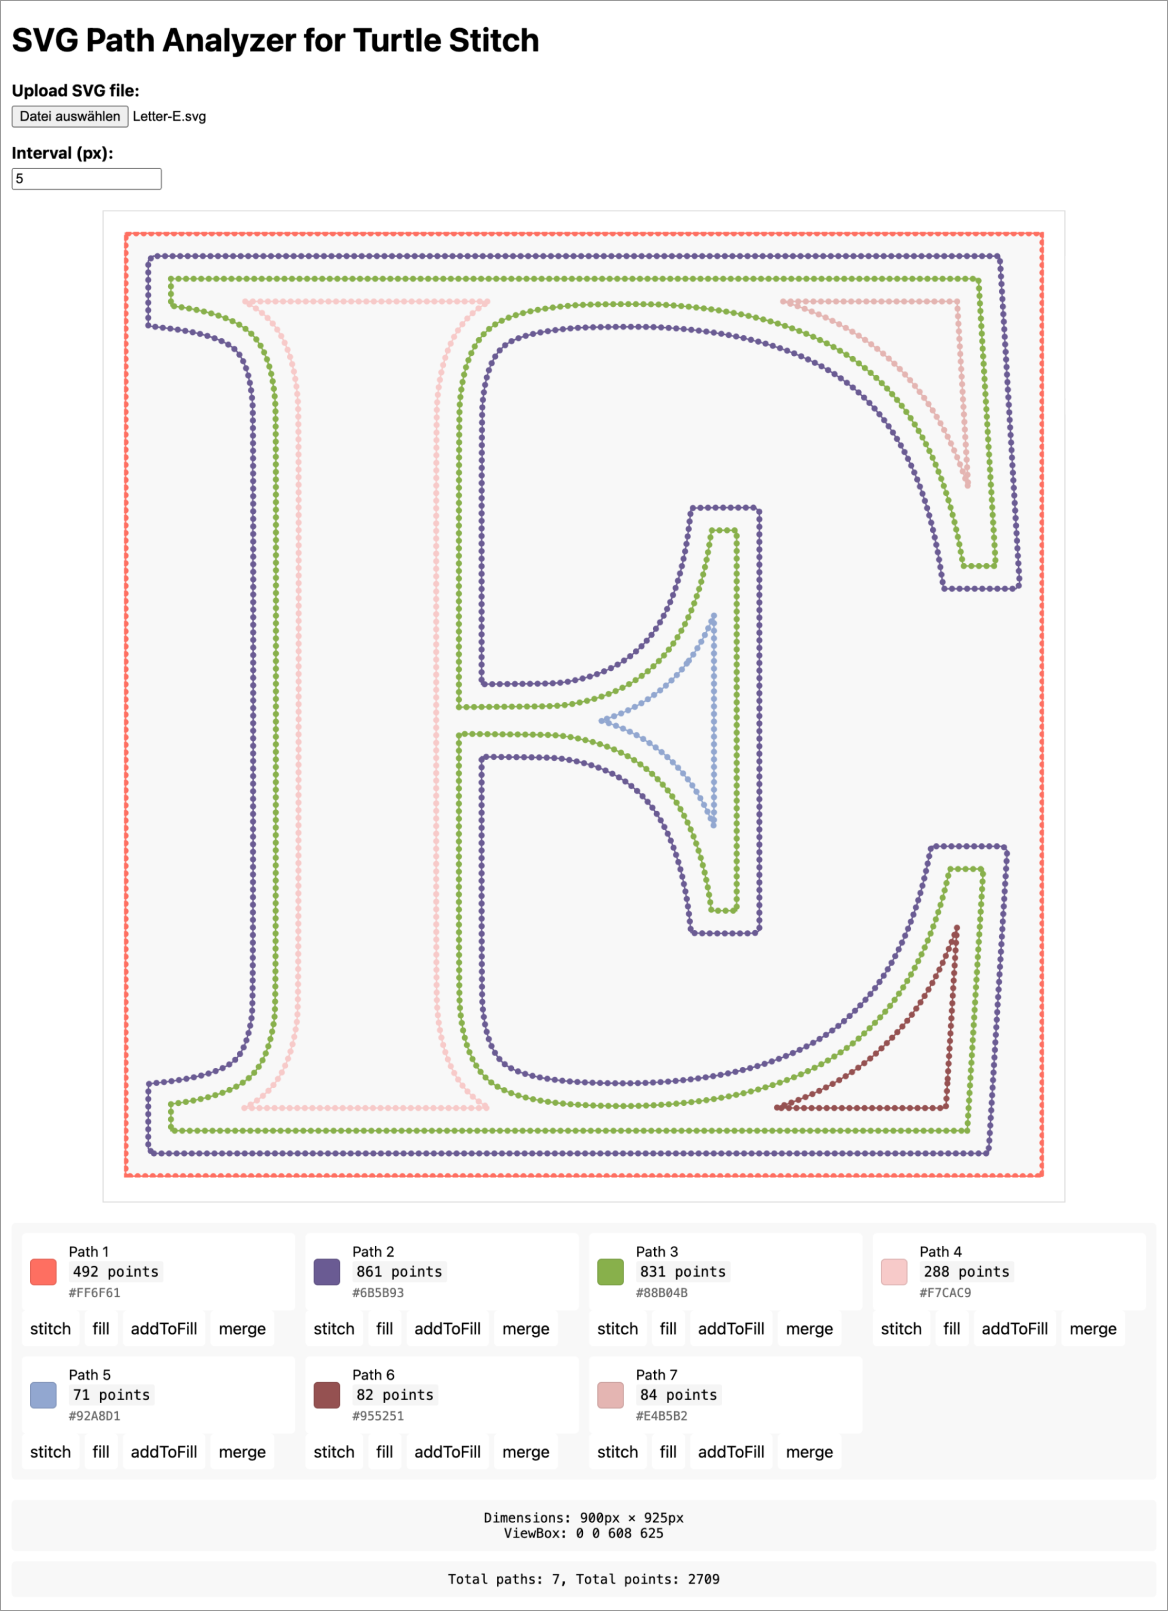 SVG Path Analyzer for Turtle Stitch
Upload SVG file:
Datei auswählen Letter-E.svg
Interval (px):
5
Path 1
492 points
#FF6F61
stitch fill addToFill merge
Path 2
861 points
#6B5B93
stitch fill addToFill merge
Path 3
831 points
#88B04B
stitch fill addToFill merge
Path 4
288 points
#F7CAC9
stitch fill addToFill merge
Path 5
71 points
#92A8D1
stitch fill addToFill merge
Path 6
82 points
#955251
stitch fill addToFill merge
Path 7
84 points
#E4B5B2
stitch fill addToFill merge
Dimensions: 900px × 925px
ViewBox: 0 0 608 625
Total paths: 7, Total points: 2709